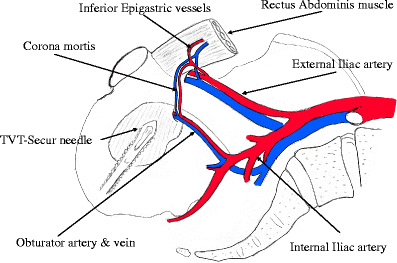 Inferior Epigastric vessels
Rectus Abdominis muscle
Corona mortis
External Iliac artery
TVT-Secur needle
Obturator artery & vein
Internal Iliac artery